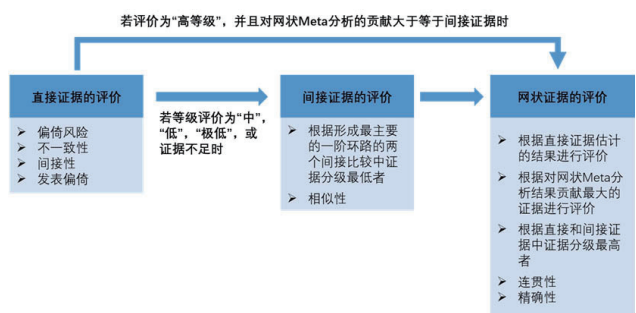 若评价为“高等级”，并且对网状Meta分析的贡献大于等于间接证据时
直接证据的评价
➢ 偏倚风险
➢ 不一致性
➢ 间接性
➢ 发表偏倚
若等级评价为“中”，
“低”，“极低”，或
证据不足时
间接证据的评价
➢ 根据形成最主要
的一阶环路的两
个间接比较中证
据分级最低者
➢ 相似性
网状证据的评价
➢ 根据直接证据估计
的结果进行评价
➢ 根据对网状Meta分
析结果贡献最大的
证据进行评价
➢ 根据直接和间接证
据中证据分级最高
者
➢ 连贯性
➢ 精确性